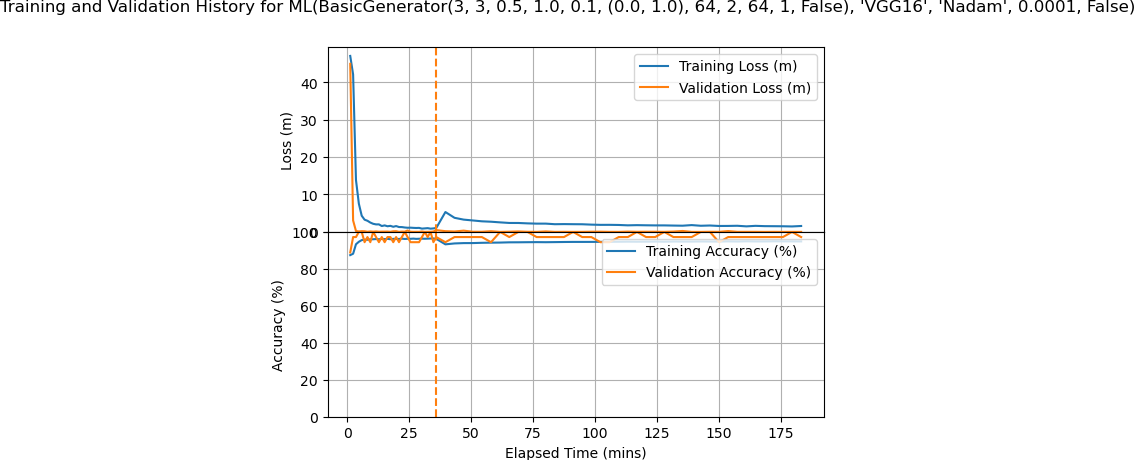 Training and Validation History for ML(BasicGenerator(3, 3, 0.5, 1.0, 0.1, (0.0, 1.0), 64, 2, 64, 1, False), 'VGG16', 'Nadam', 0.0001, False)
Training Loss (m)
Validation Loss (m)
Loss (m)
40
30
20
10
0
Training Accuracy (%)
Validation Accuracy (%)
Accuracy (%)
100
80
60
40
20
0
0 25 50 75 100 125 150 175
Elapsed Time (mins)